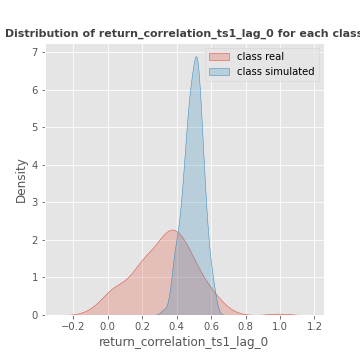 Distribution of return_correlation_ts1_lag_0 for each class
class real
class simulated
Density
7
6
5
4
3
2
1
0
−0.2 0.0 0.2 0.4 0.6 0.8 1.0 1.2
return_correlation_ts1_lag_0